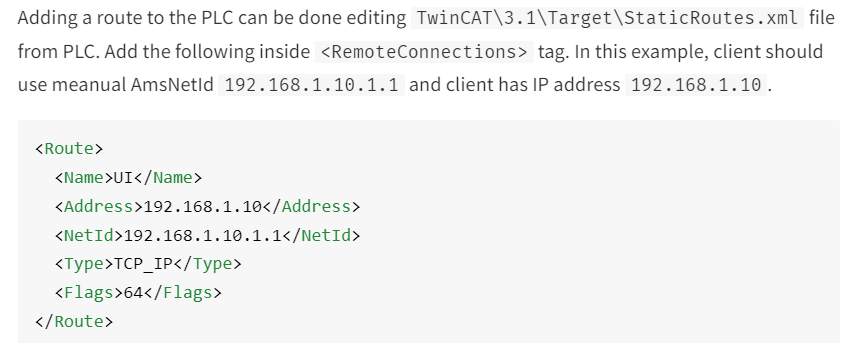 Adding a route to the PLC can be done editing TwinCAT\3.1\Target\StaticRoutes.xml file
from PLC. Add the following inside <RemoteConnections> tag. In this example, client should
use meanual AmsNetId 192.168.1.10.1.1 and client has IP address 192.168.1.10.
<Route>
  <Name>UI</Name>
  <Address>192.168.1.10</Address>
  <NetId>192.168.1.10.1.1</NetId>
  <Type>TCP_IP</Type>
  <Flags>64</Flags>
</Route>